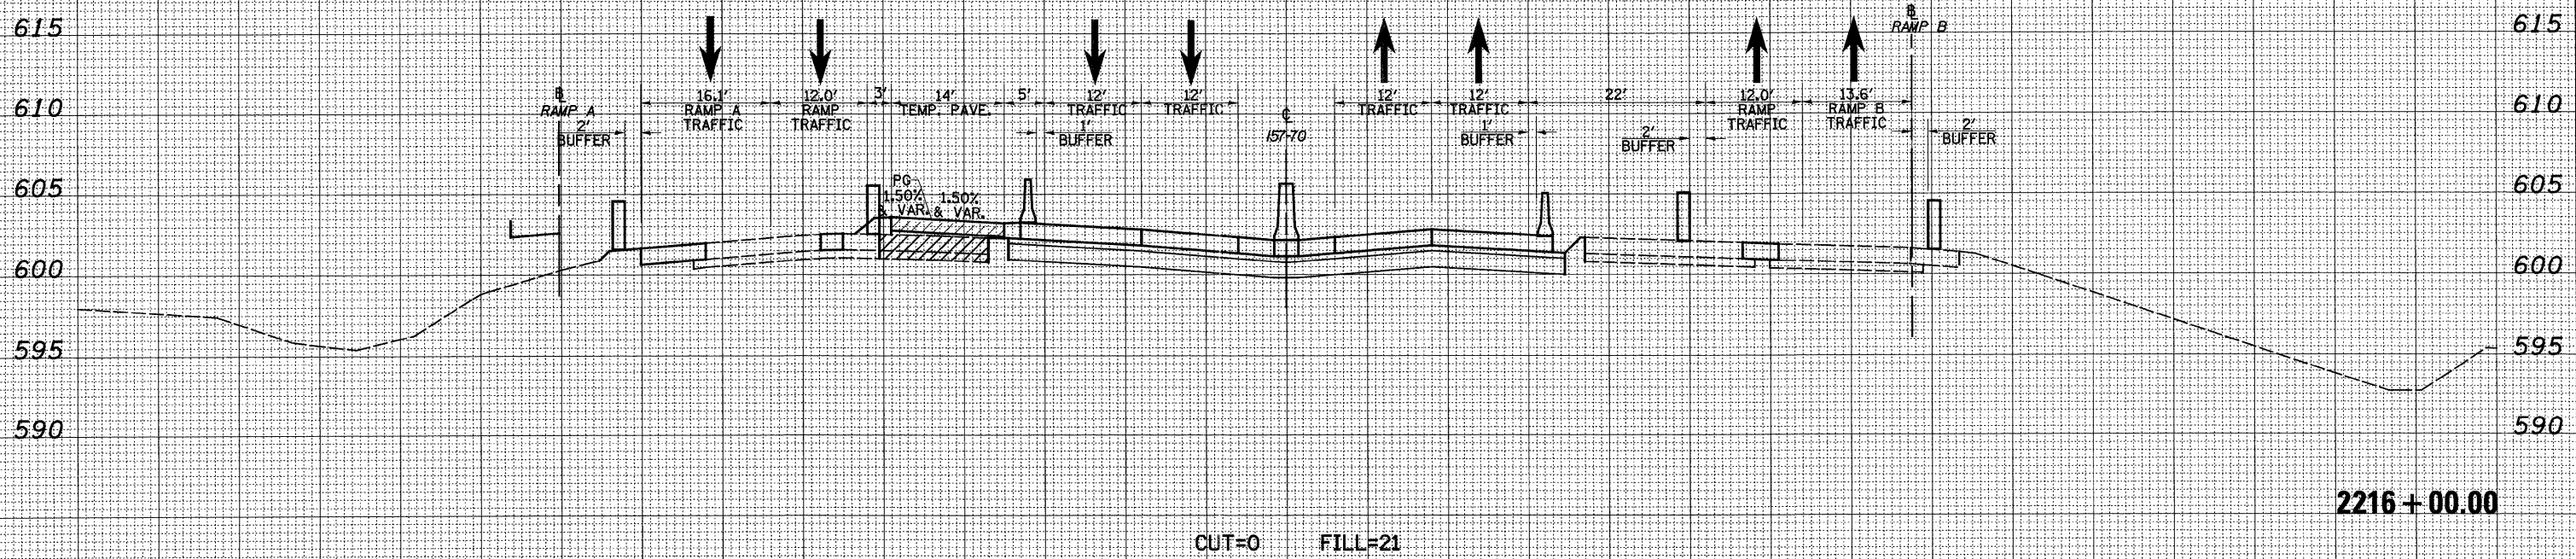 615 615
℄ RAMP B
610 ℄ RAMP A 16.1' 12.0' 3' 14' 5' 12' 12' 12' 12' 22' 12.0' 13.6' 610
RAMP A TRAFFIC RAMP TRAFFIC TEMP. PAVE. TRAFFIC TRAFFIC TRAFFIC TRAFFIC RAMP TRAFFIC RAMP B TRAFFIC
2' BUFFER 1' BUFFER ℄ I57-70 1' BUFFER 2' BUFFER 2' BUFFER
605 605
PG
1.50% 1.50%
& VAR. & VAR.
600 600
595 595
590 590
2216+00.00
CUT=0 FILL=21